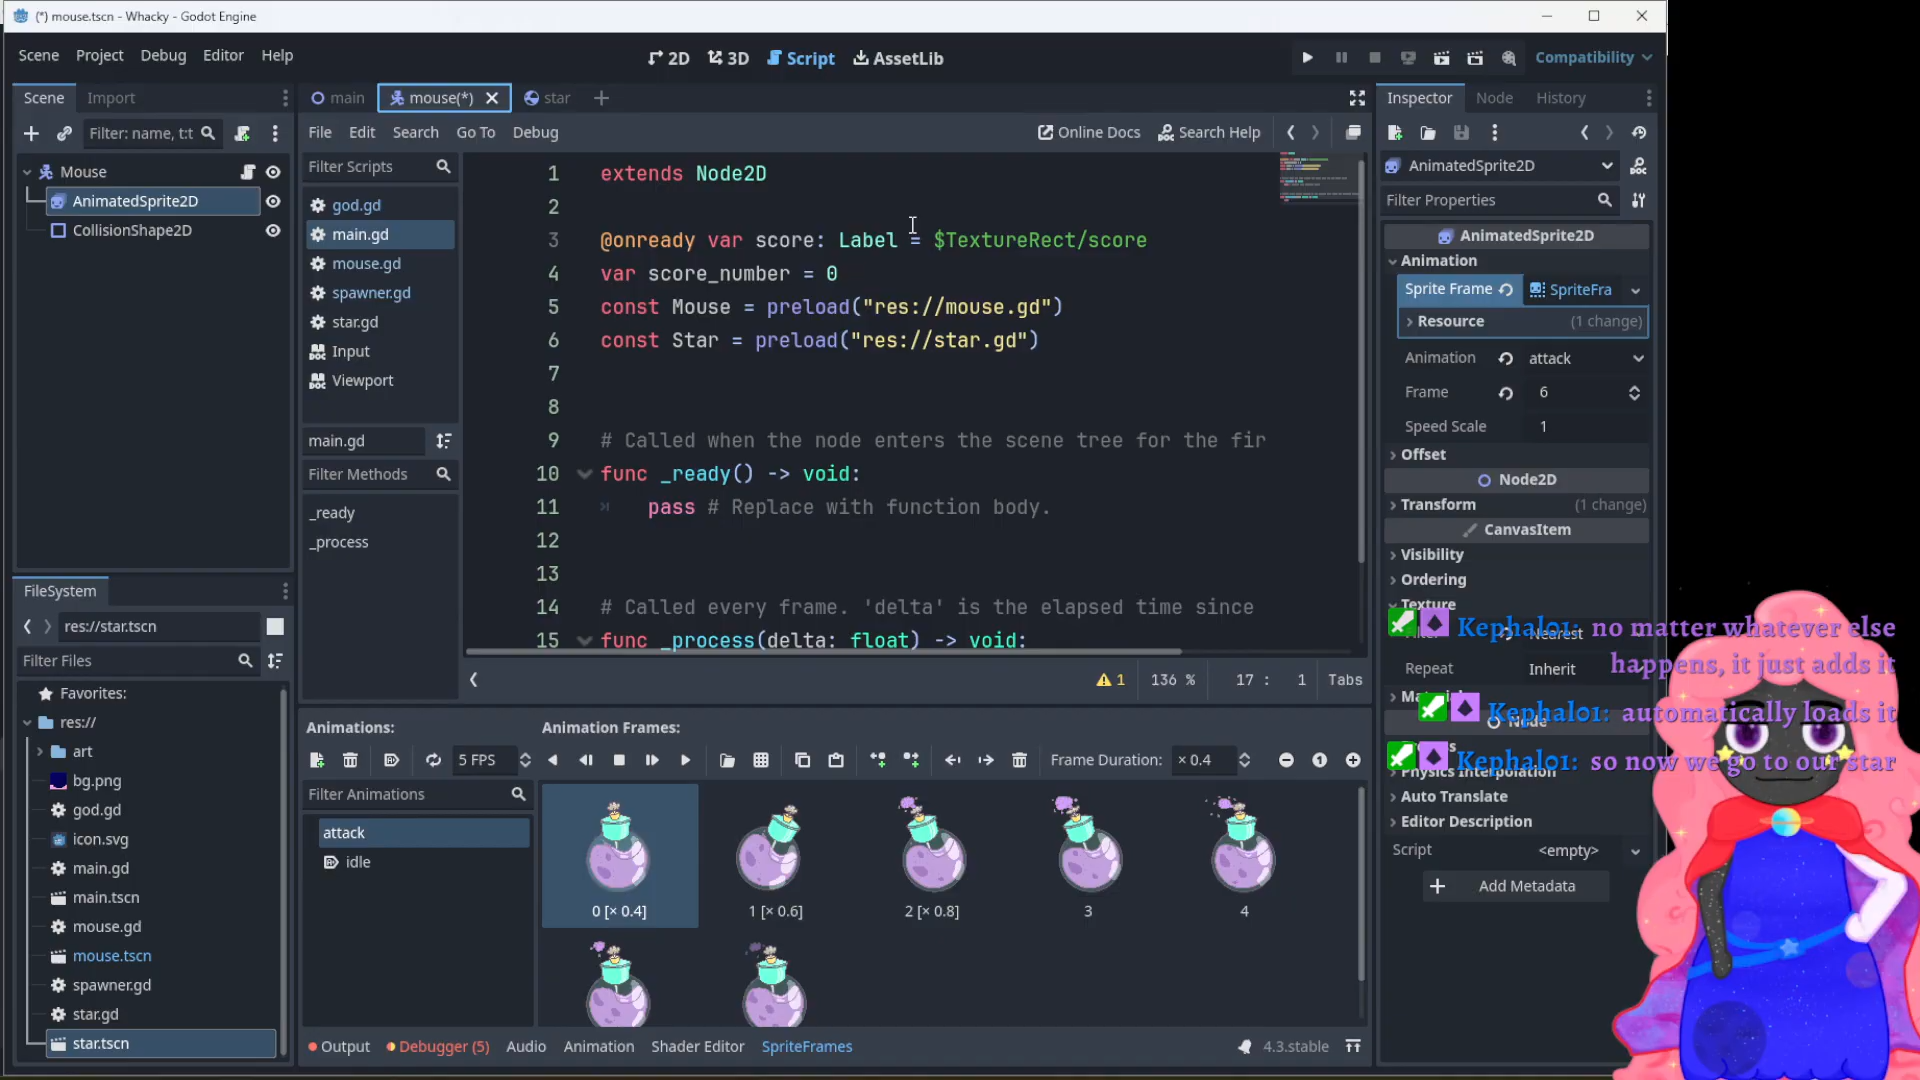 (*) mouse.tscn - Whacky - Godot Engine
Scene Project Debug Editor Help
2D 3D Script AssetLib
Compatibility
Scene Import
main mouse(*) star
Inspector Node History
Filter: name, t:t
File Edit Search Go To Debug
Online Docs Search Help
Mouse
AnimatedSprite2D
CollisionShape2D
Filter Scripts
god.gd
main.gd
mouse.gd
spawner.gd
star.gd
Input
Viewport
main.gd
Filter Methods
_ready
_process
1 extends Node2D
2
3 @onready var score: Label = $TextureRect/score
4 var score_number = 0
5 const Mouse = preload("res://mouse.gd")
6 const Star = preload("res://star.gd")
7
8
9 # Called when the node enters the scene tree for the fir
10 func _ready() -> void:
11 pass # Replace with function body.
12
13
14 # Called every frame. 'delta' is the elapsed time since
15 func _process(delta: float) -> void:
1 136 % 17 : 1 Tabs
AnimatedSprite2D
Filter Properties
AnimatedSprite2D
Animation
Sprite Frame SpriteFra
Resource (1 change)
Animation attack
Frame 6
Speed Scale 1
Offset
Node2D
Transform (1 change)
CanvasItem
Visibility
Ordering
Texture
Nearest
Repeat Inherit
Node
Physics Interpolation
Auto Translate
Editor Description
Script <empty>
Add Metadata
Kephal01: no matter whatever else
happens, it just adds it
Kephal01: automatically loads it
Kephal01: so now we go to our star
FileSystem
res://star.tscn
Filter Files
Favorites:
res://
art
bg.png
god.gd
icon.svg
main.gd
main.tscn
mouse.gd
mouse.tscn
spawner.gd
star.gd
star.tscn
Animations:
5 FPS
Filter Animations
attack
idle
Animation Frames:
Frame Duration: × 0.4
0 [× 0.4]
1 [× 0.6]
2 [× 0.8]
3
4
Output Debugger (5) Audio Animation Shader Editor SpriteFrames
4.3.stable